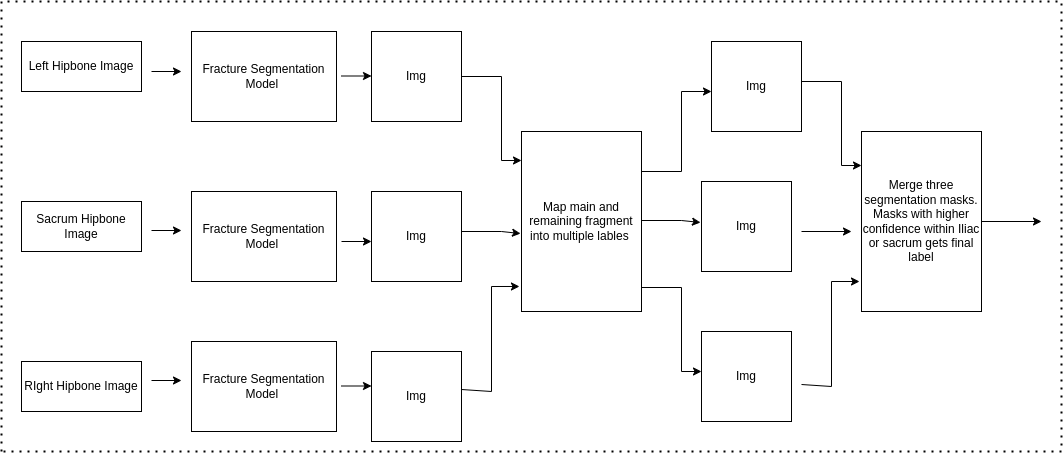 Left Hipbone Image
Fracture Segmentation
Model
Img
Sacrum Hipbone
Image
Fracture Segmentation
Model
Img
RIght Hipbone Image
Fracture Segmentation
Model
Img
Map main and
remaining fragment
into multiple lables
Img
Img
Img
Merge three
segmentation masks.
Masks with higher
confidence within Iliac
or sacrum gets final
label